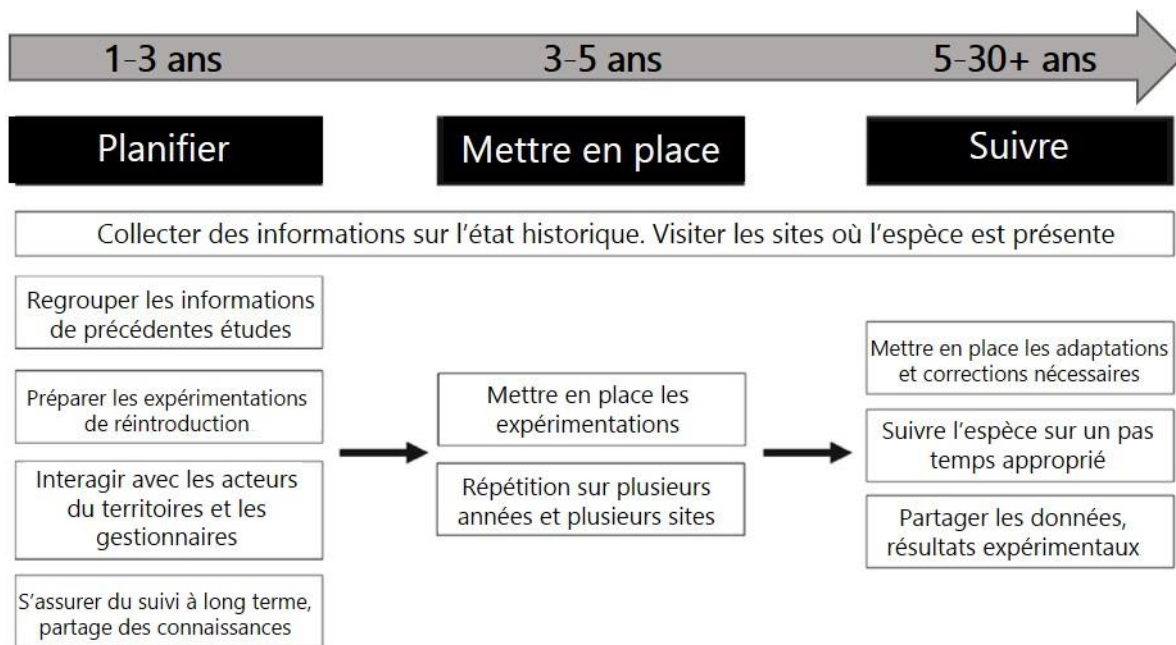 1-3 ans
3-5 ans
5-30+ ans
Planifier
Mettre en place
Suivre
Collecter des informations sur l'état historique. Visiter les sites où l'espèce est présente
Regrouper les informations
de précédentes études
Préparer les expérimentations
de réintroduction
Interagir avec les acteurs
du territoires et les
gestionnaires
S'assurer du suivi à long terme,
partage des connaissances
Mettre en place les
expérimentations
Répétition sur plusieurs
années et plusieurs sites
Mettre en place les adaptations
et corrections nécessaires
Suivre l'espèce sur un pas
temps approprié
Partager les données,
résultats expérimentaux